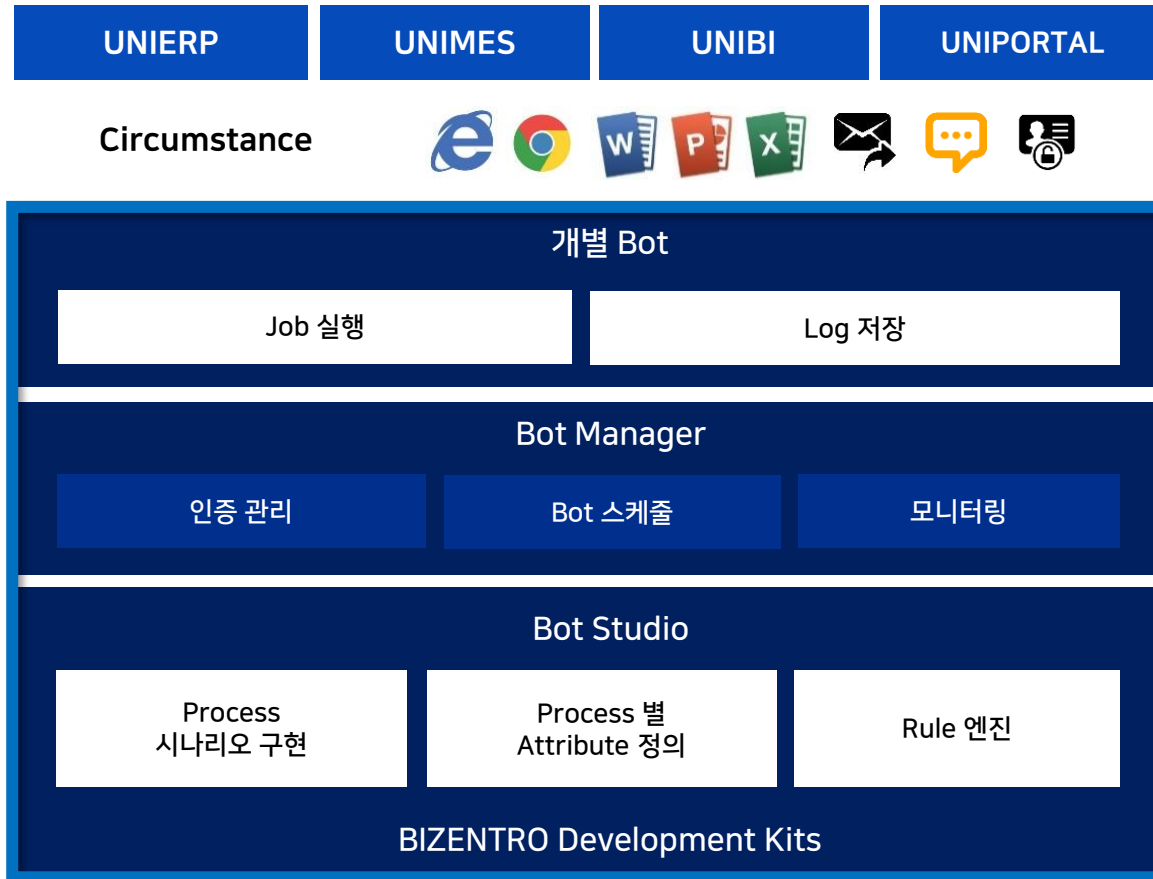 UNIERP UNIMES UNIBI UNIPORTAL
Circumstance W P X
개별 Bot
Job 실행 Log 저장
Bot Manager
인증 관리 Bot 스케줄 모니터링
Bot Studio
Process
시나리오 구현
Process 별
Attribute 정의
Rule 엔진
BIZENTRO Development Kits